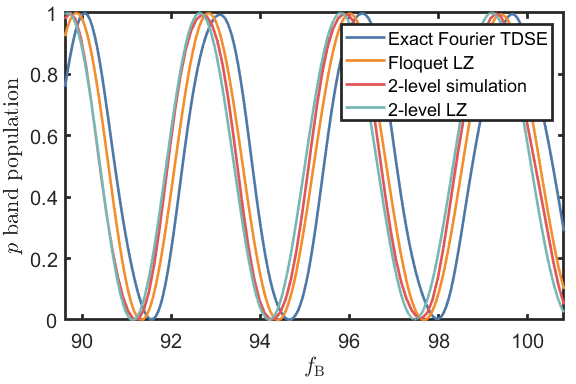 1
0.8
0.6
0.4
0.2
0
p band population
Exact Fourier TDSE
Floquet LZ
2-level simulation
2-level LZ
90 92 94 96 98 100
fB